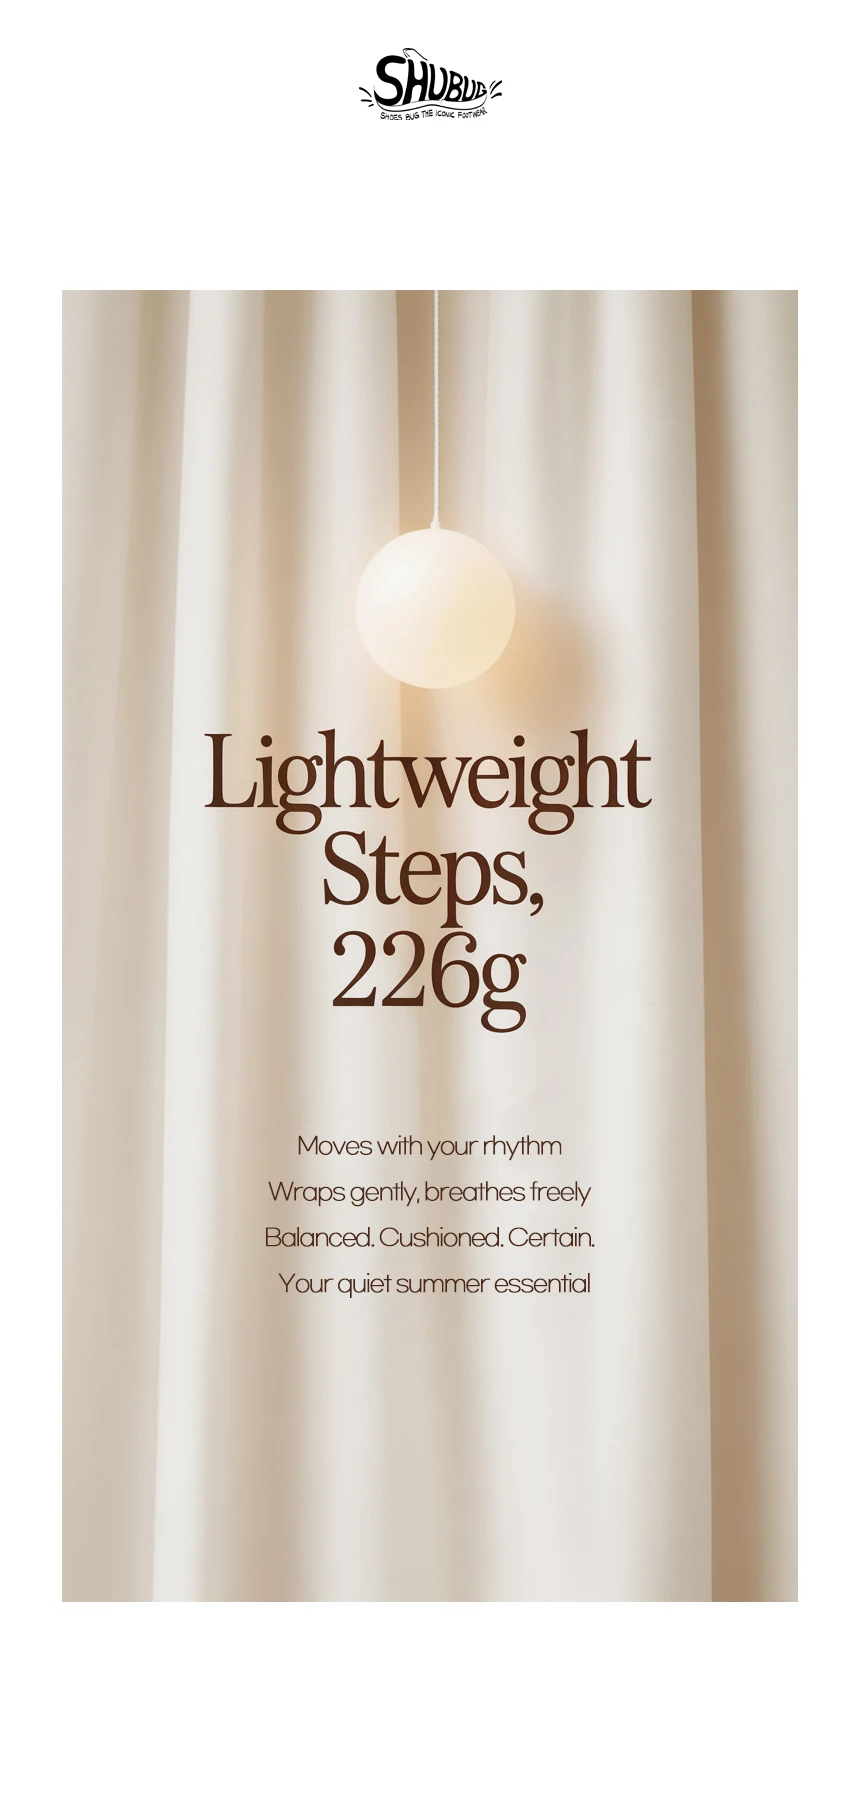 SHUBUG
SHOES BUG THE ICONIC FOOTWEAR
Lightweight
Steps,
226g
Moves with your rhythm
Wraps gently, breathes freely
Balanced. Cushioned. Certain.
Your quiet summer essential